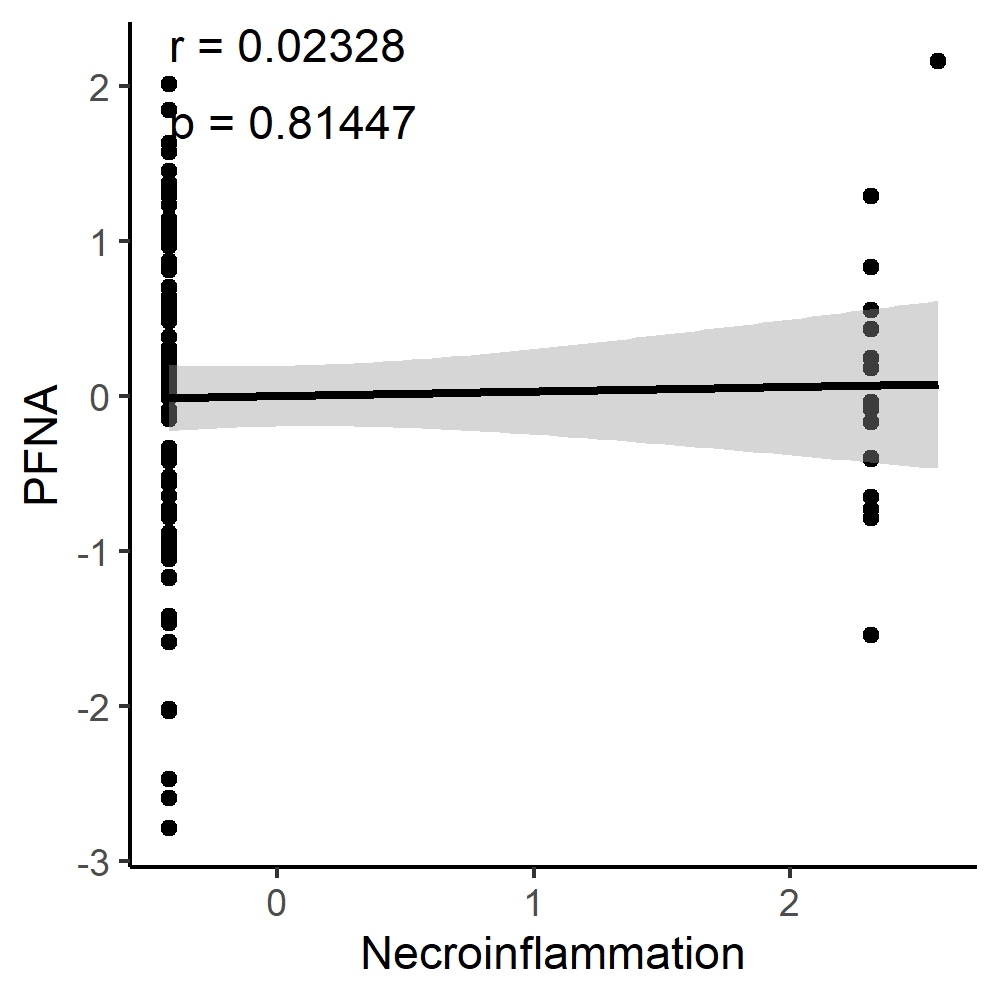 r = 0.02328
p = 0.81447
2
1
0
-1
-2
-3
PFNA
0 1 2
Necroinflammation